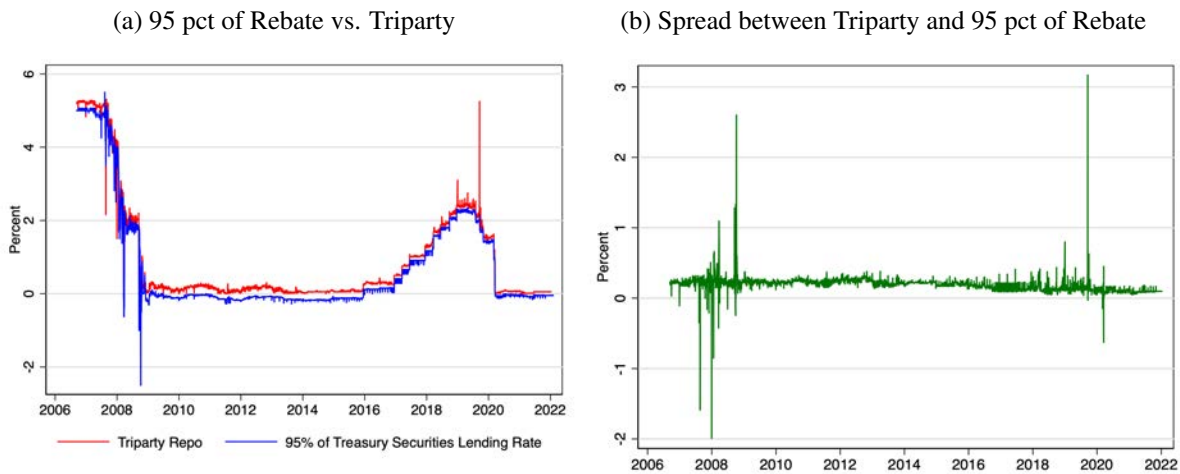 (a) 95 pct of Rebate vs. Triparty
6
4
2
0
-2
Percent
2006 2008 2010 2012 2014 2016 2018 2020 2022
Triparty Repo 95% of Treasury Securities Lending Rate
(b) Spread between Triparty and 95 pct of Rebate
3
2
1
0
-1
-2
Percent
2006 2008 2010 2012 2014 2016 2018 2020 2022